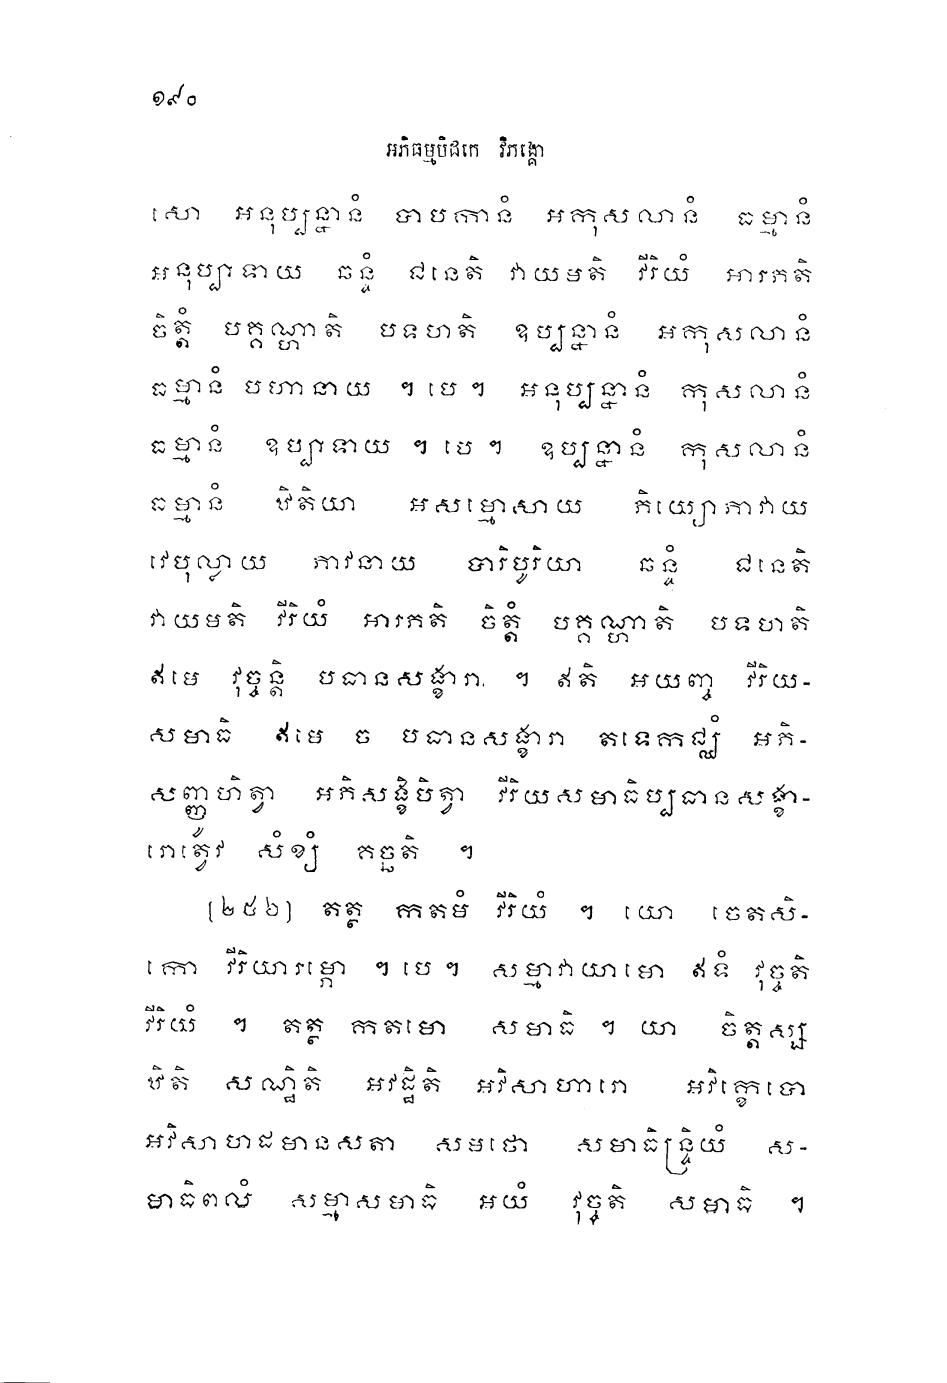 ១៩០
អភិធម្មបិដកេ វិភង្គោ
សោ អនុប្បន្នានំ បាបកានំ អកុសលានំ ធម្មានំ
អនុប្បាទាយ ឆន្ទំ ជនេតិ វាយមតិ វីរិយំ អារភតិ
ចិត្តំ បគ្គណ្ហាតិ បទហតិ ឧប្បន្នានំ អកុសលានំ
ធម្មានំ បហានាយ ។ បេ ។ អនុប្បន្នានំ កុសលានំ
ធម្មានំ ឧប្បាទាយ ។ បេ ។ ឧប្បន្នានំ កុសលានំ
ធម្មានំ ឋិតិយា អសម្មោសាយ ភិយ្យោភាវាយ
វេបុល្លាយ ភាវនាយ បារិបូរិយា ឆន្ទំ ជនេតិ
វាយមតិ វីរិយំ អារភតិ ចិត្តំ បគ្គណ្ហាតិ បទហតិ
ឥមេ វុច្ចន្តិ បធានសង្ខារា ។ ឥតិ អយញ្ច វីរិយ-
សមាធិ ឥមេ ច បធានសង្ខារា តទេកជ្ឈំ អភិ-
សញ្ញូហិត្វា អភិសង្ខិបិត្វា វីរិយសមាធិប្បធានសង្ខា-
រោត្វេវ សំខ្យំ គច្ឆតិ ។
[២៥៦] តត្ថ កតមំ វីរិយំ ។ យោ ចេតសិ-
កោ វីរិយារម្ភោ ។ បេ ។ សម្មាវាយាមោ ឥទំ វុច្ចតិ
វីរិយំ ។ តត្ថ កតមោ សមាធិ ។ យា ចិត្តស្ស
ឋិតិ សណ្ឋិតិ អវដ្ឋិតិ អវិសាហារោ អវិក្ខេបោ
អវិសាហដមានសតា សមថោ សមាធិន្ទ្រិយំ ស-
មាធិពលំ សម្មាសមាធិ អយំ វុច្ចតិ សមាធិ ។